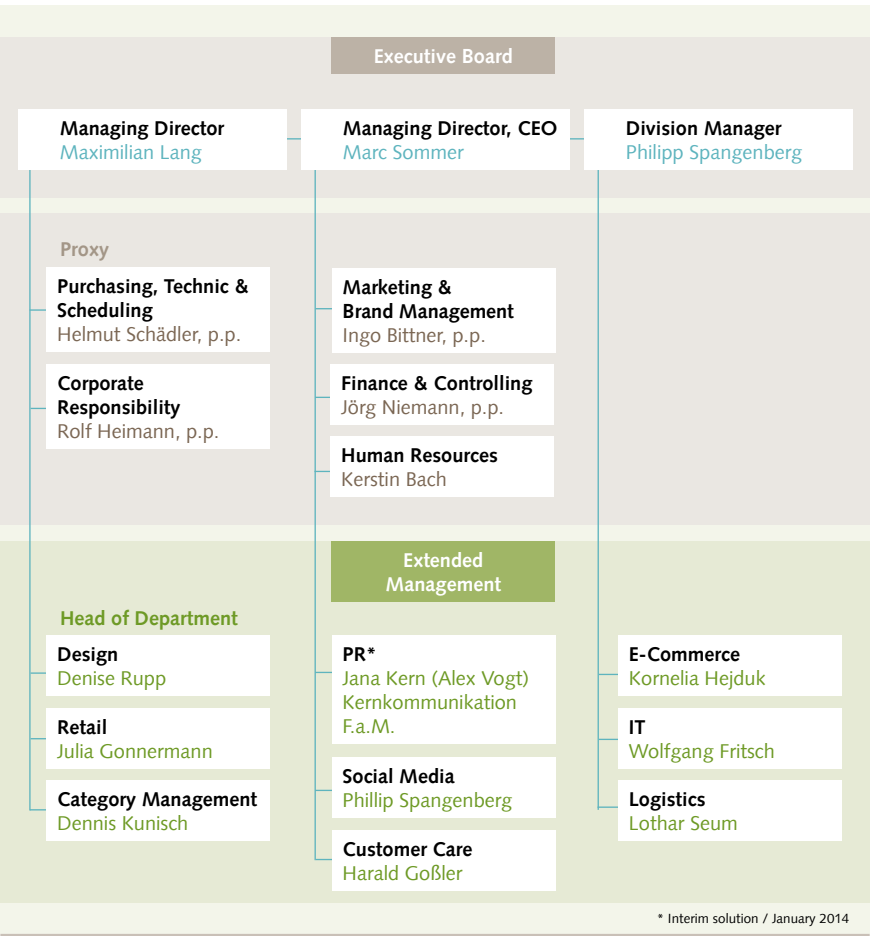 Executive Board
Managing Director
Maximilian Lang
Managing Director, CEO
Marc Sommer
Division Manager
Philipp Spangenberg
Proxy
Purchasing, Technic &
Scheduling
Helmut Schädler, p.p.
Corporate
Responsibility
Rolf Heimann, p.p.
Marketing &
Brand Management
Ingo Bittner, p.p.
Finance & Controlling
Jörg Niemann, p.p.
Human Resources
Kerstin Bach
Extended
Management
Head of Department
Design
Denise Rupp
Retail
Julia Gonnermann
Category Management
Dennis Kunisch
PR*
Jana Kern (Alex Vogt)
Kernkommunikation
F.a.M.
Social Media
Phillip Spangenberg
Customer Care
Harald Goßler
E-Commerce
Kornelia Hejduk
IT
Wolfgang Fritsch
Logistics
Lothar Seum
* Interim solution / January 2014